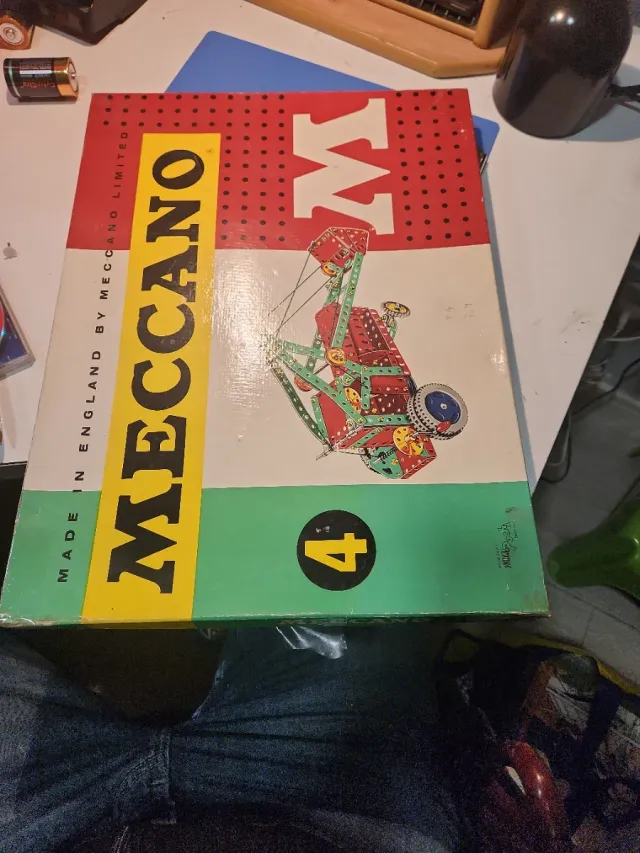 M
MECCANO
MADE IN ENGLAND BY MECCANO LIMITED
4